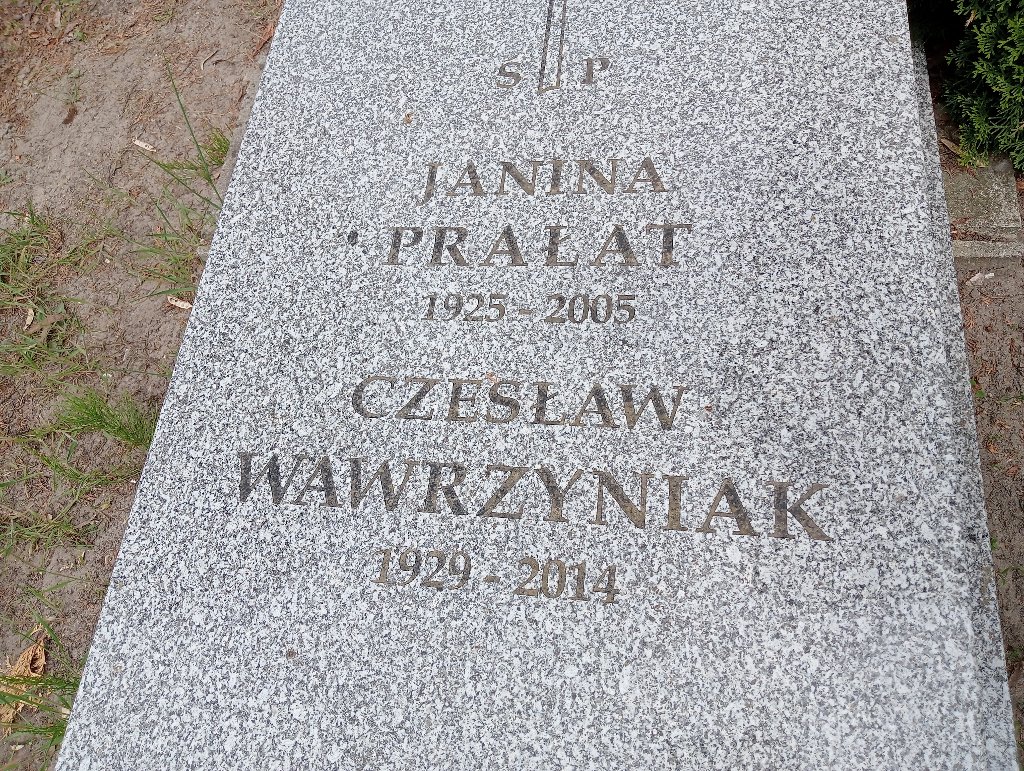 S P
JANINA
PRAŁAT
1925 - 2005
CZESŁAW
WAWRZYNIAK
1929 - 2014